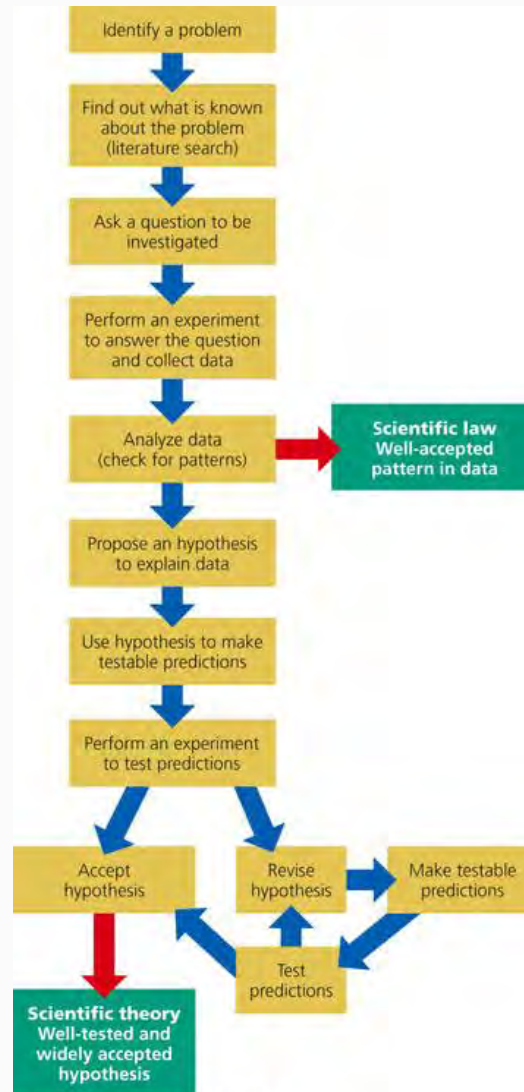 Identify a problem
Find out what is known
about the problem
(literature search)
Ask a question to be
investigated
Perform an experiment
to answer the question
and collect data
Analyze data
(check for patterns)
Scientific law
Well-accepted
pattern in data
Propose an hypothesis
to explain data
Use hypothesis to make
testable predictions
Perform an experiment
to test predictions
Accept
hypothesis
Revise
hypothesis
Make testable
predictions
Test
predictions
Scientific theory
Well-tested and
widely accepted
hypothesis